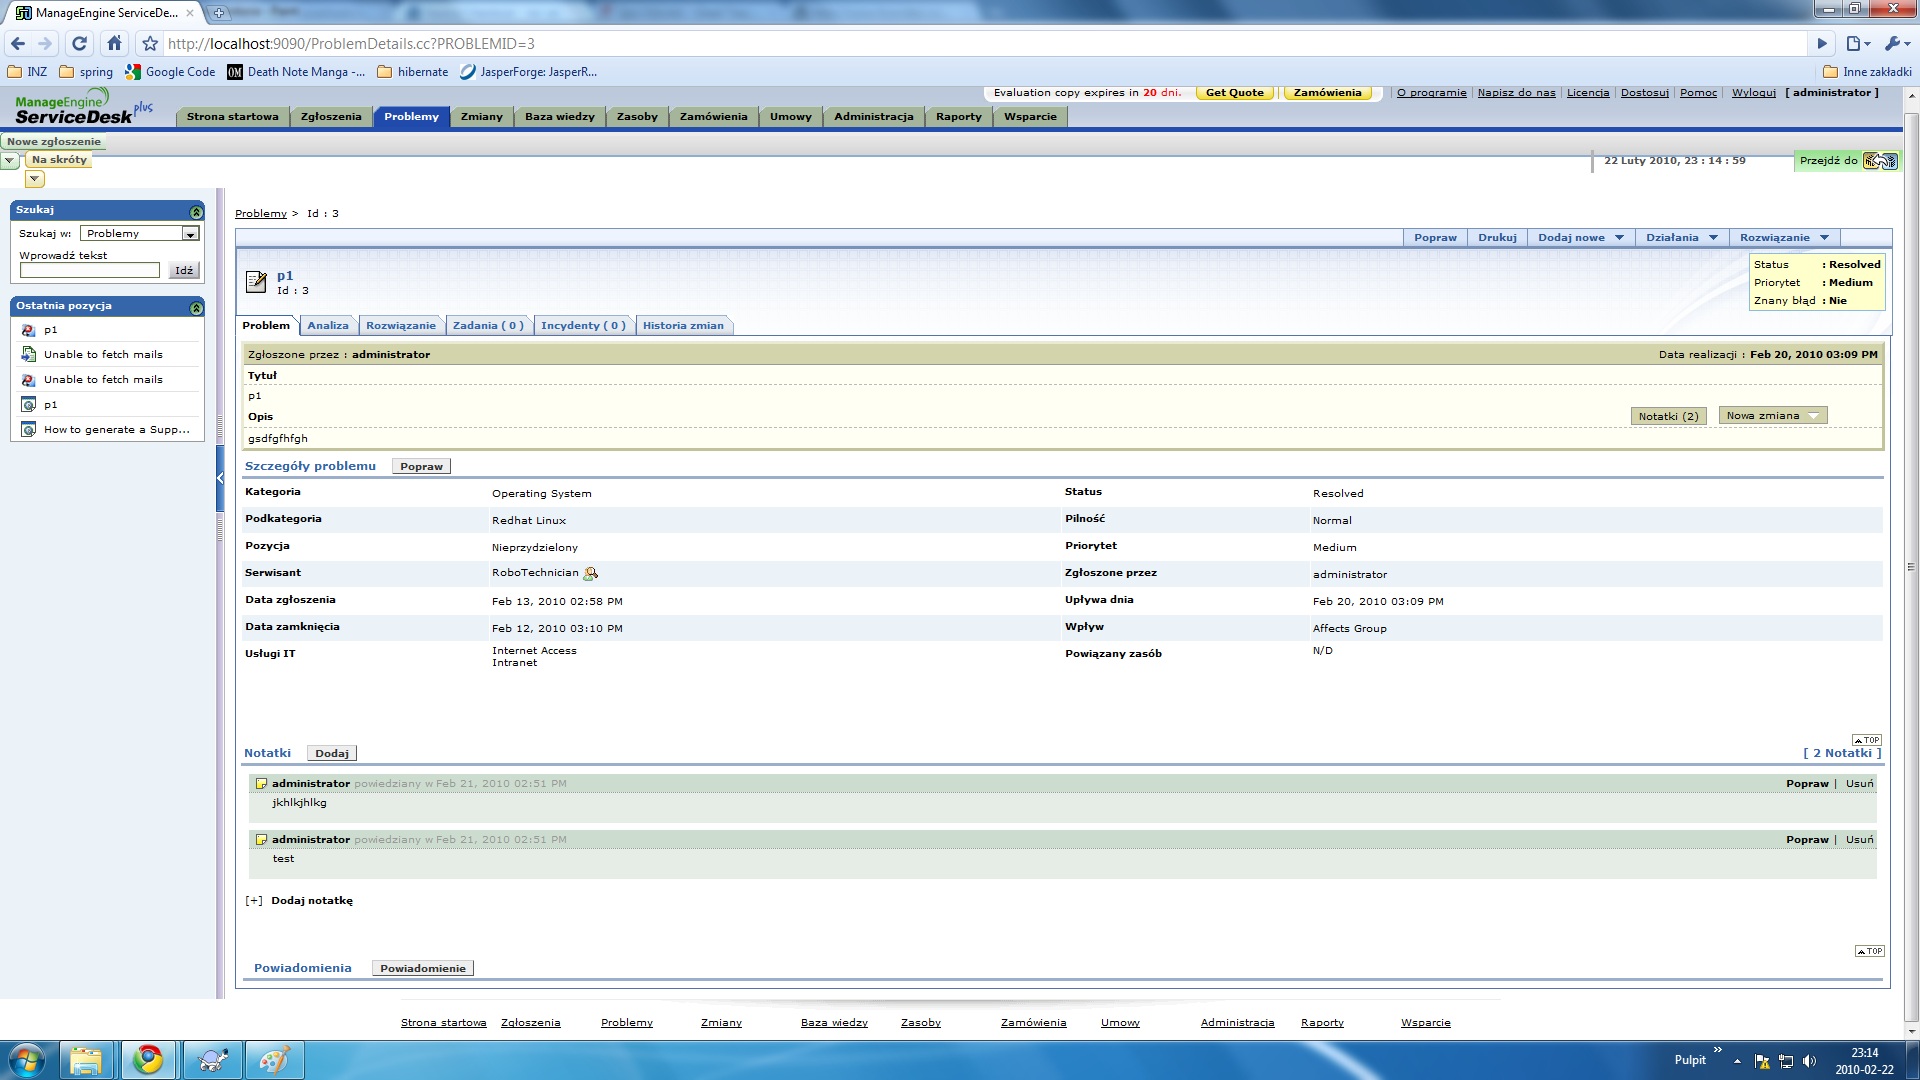 ManageEngine ServiceDe...
http://localhost:9090/ProblemDetails.cc?PROBLEMID=3
INZ spring Google Code Death Note Manga -... hibernate JasperForge: JasperR... Inne zakładki
ManageEngine
ServiceDesk plus
Evaluation copy expires in 20 dni. Get Quote Zamówienia O programie Napisz do nas Licencja Dostosuj Pomoc Wyloguj [ administrator ]
Strona startowa Zgłoszenia Problemy Zmiany Baza wiedzy Zasoby Zamówienia Umowy Administracja Raporty Wsparcie
Nowe zgłoszenie
Na skróty
22 Luty 2010, 23 : 14 : 59 Przejdź do
Szukaj
Szukaj w: Problemy
Wprowadź tekst
Idź
Ostatnia pozycja
p1
Unable to fetch mails
Unable to fetch mails
p1
How to generate a Supp...
Problemy > Id : 3
Popraw Drukuj Dodaj nowe Działania Rozwiązanie
p1
Id : 3
Status : Resolved
Priorytet : Medium
Znany błąd : Nie
Problem Analiza Rozwiązanie Zadania ( 0 ) Incydenty ( 0 ) Historia zmian
Zgłoszone przez : administrator Data realizacji : Feb 20, 2010 03:09 PM
Tytuł
p1
Opis Notatki (2) Nowa zmiana
gsdfgfhfgh
Szczegóły problemu Popraw
Kategoria Operating System Status Resolved
Podkategoria Redhat Linux Pilność Normal
Pozycja Nieprzydzielony Priorytet Medium
Serwisant RoboTechnician Zgłoszone przez administrator
Data zgłoszenia Feb 13, 2010 02:58 PM Upływa dnia Feb 20, 2010 03:09 PM
Data zamknięcia Feb 12, 2010 03:10 PM Wpływ Affects Group
Usługi IT Internet Access Powiązany zasób N/D
Intranet
TOP
Notatki Dodaj [ 2 Notatki ]
administrator powiedziany w Feb 21, 2010 02:51 PM Popraw | Usuń
jkhlkjhlkg
administrator powiedziany w Feb 21, 2010 02:51 PM Popraw | Usuń
test
[+] Dodaj notatkę
TOP
Powiadomienia Powiadomienie
Strona startowa Zgłoszenia Problemy Zmiany Baza wiedzy Zasoby Zamówienia Umowy Administracja Raporty Wsparcie
Pulpit » 23:14
2010-02-22